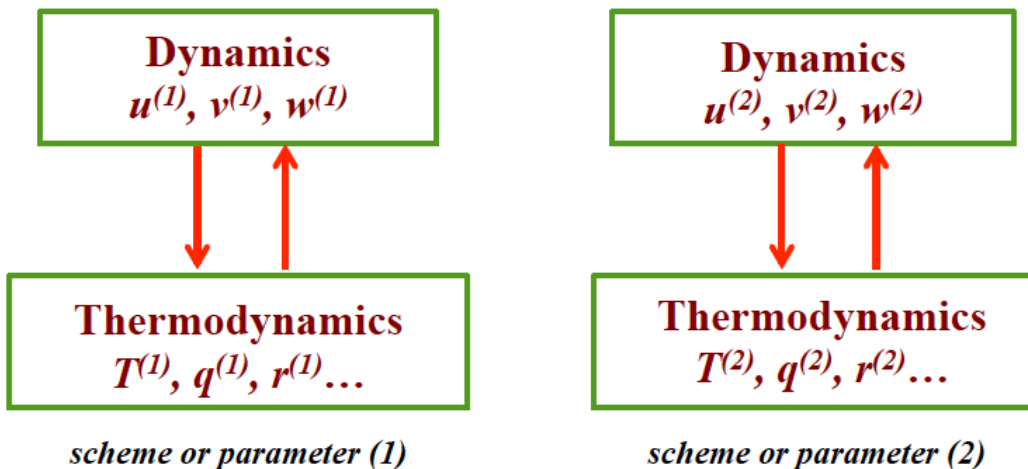 Dynamics
u(1), v(1), w(1)
Thermodynamics
T(1), q(1), r(1)...
scheme or parameter (1)
Dynamics
u(2), v(2), w(2)
Thermodynamics
T(2), q(2), r(2)...
scheme or parameter (2)